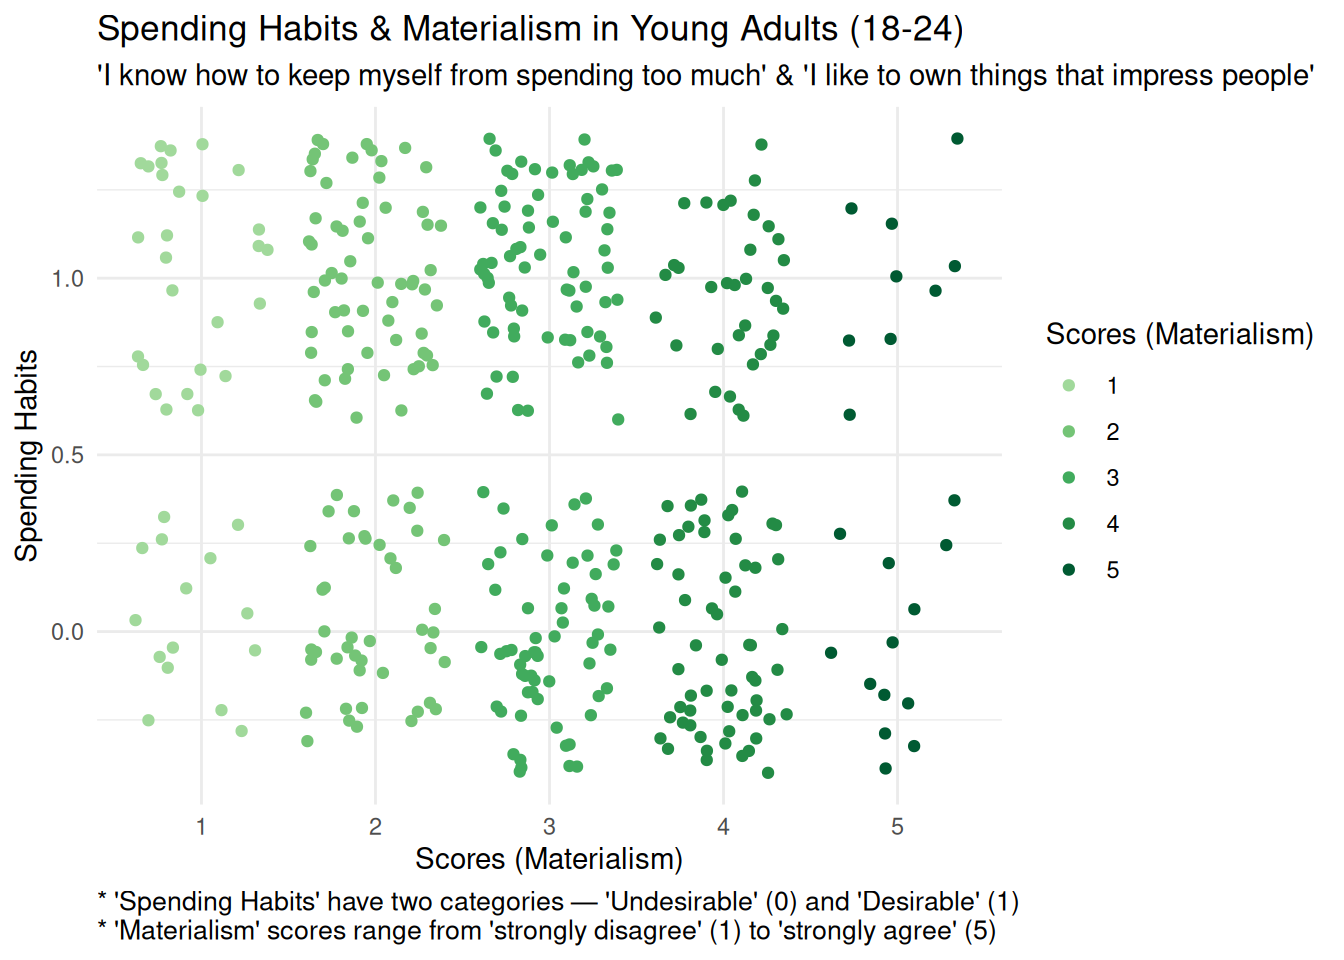 Spending Habits & Materialism in Young Adults (18-24)
'I know how to keep myself from spending too much' & 'I like to own things that impress people'
Spending Habits
1.0
0.5
0.0
1 2 3 4 5
Scores (Materialism)
Scores (Materialism)
1
2
3
4
5
* 'Spending Habits' have two categories — 'Undesirable' (0) and 'Desirable' (1)
* 'Materialism' scores range from 'strongly disagree' (1) to 'strongly agree' (5)